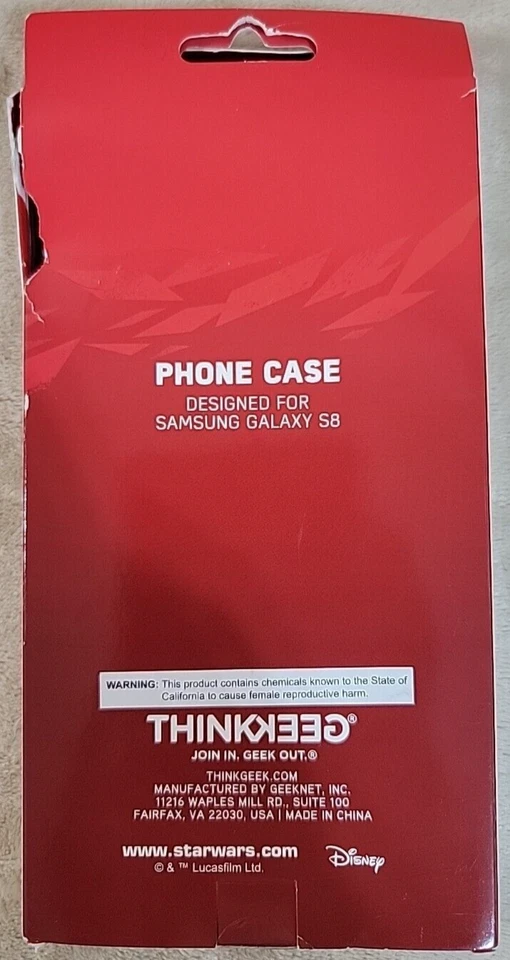 PHONE CASE
DESIGNED FOR
SAMSUNG GALAXY S8
WARNING: This product contains chemicals known to the State of
California to cause female reproductive harm.
THINKGEEK®
JOIN IN. GEEK OUT.®
THINKGEEK.COM
MANUFACTURED BY GEEKNET, INC.
11216 WAPLES MILL RD., SUITE 100
FAIRFAX, VA 22030, USA | MADE IN CHINA
www.starwars.com
© & ™ Lucasfilm Ltd.
Disney